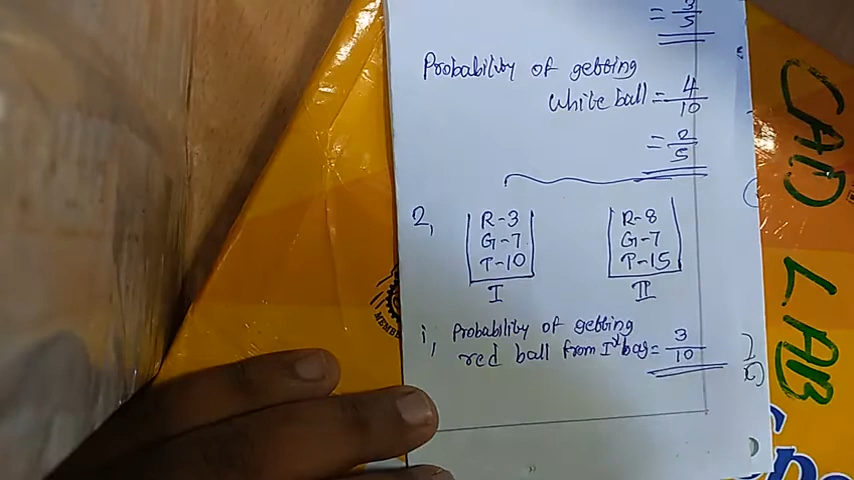 = 3/5
Probability of getting
white ball = 4/10
= 2/5
2,
R-3
G-7
T-10
I
R-8
G-7
T-15
II
i, Probability of getting
red ball from Ist bag = 3/10
CAD
LAB
MEMBE